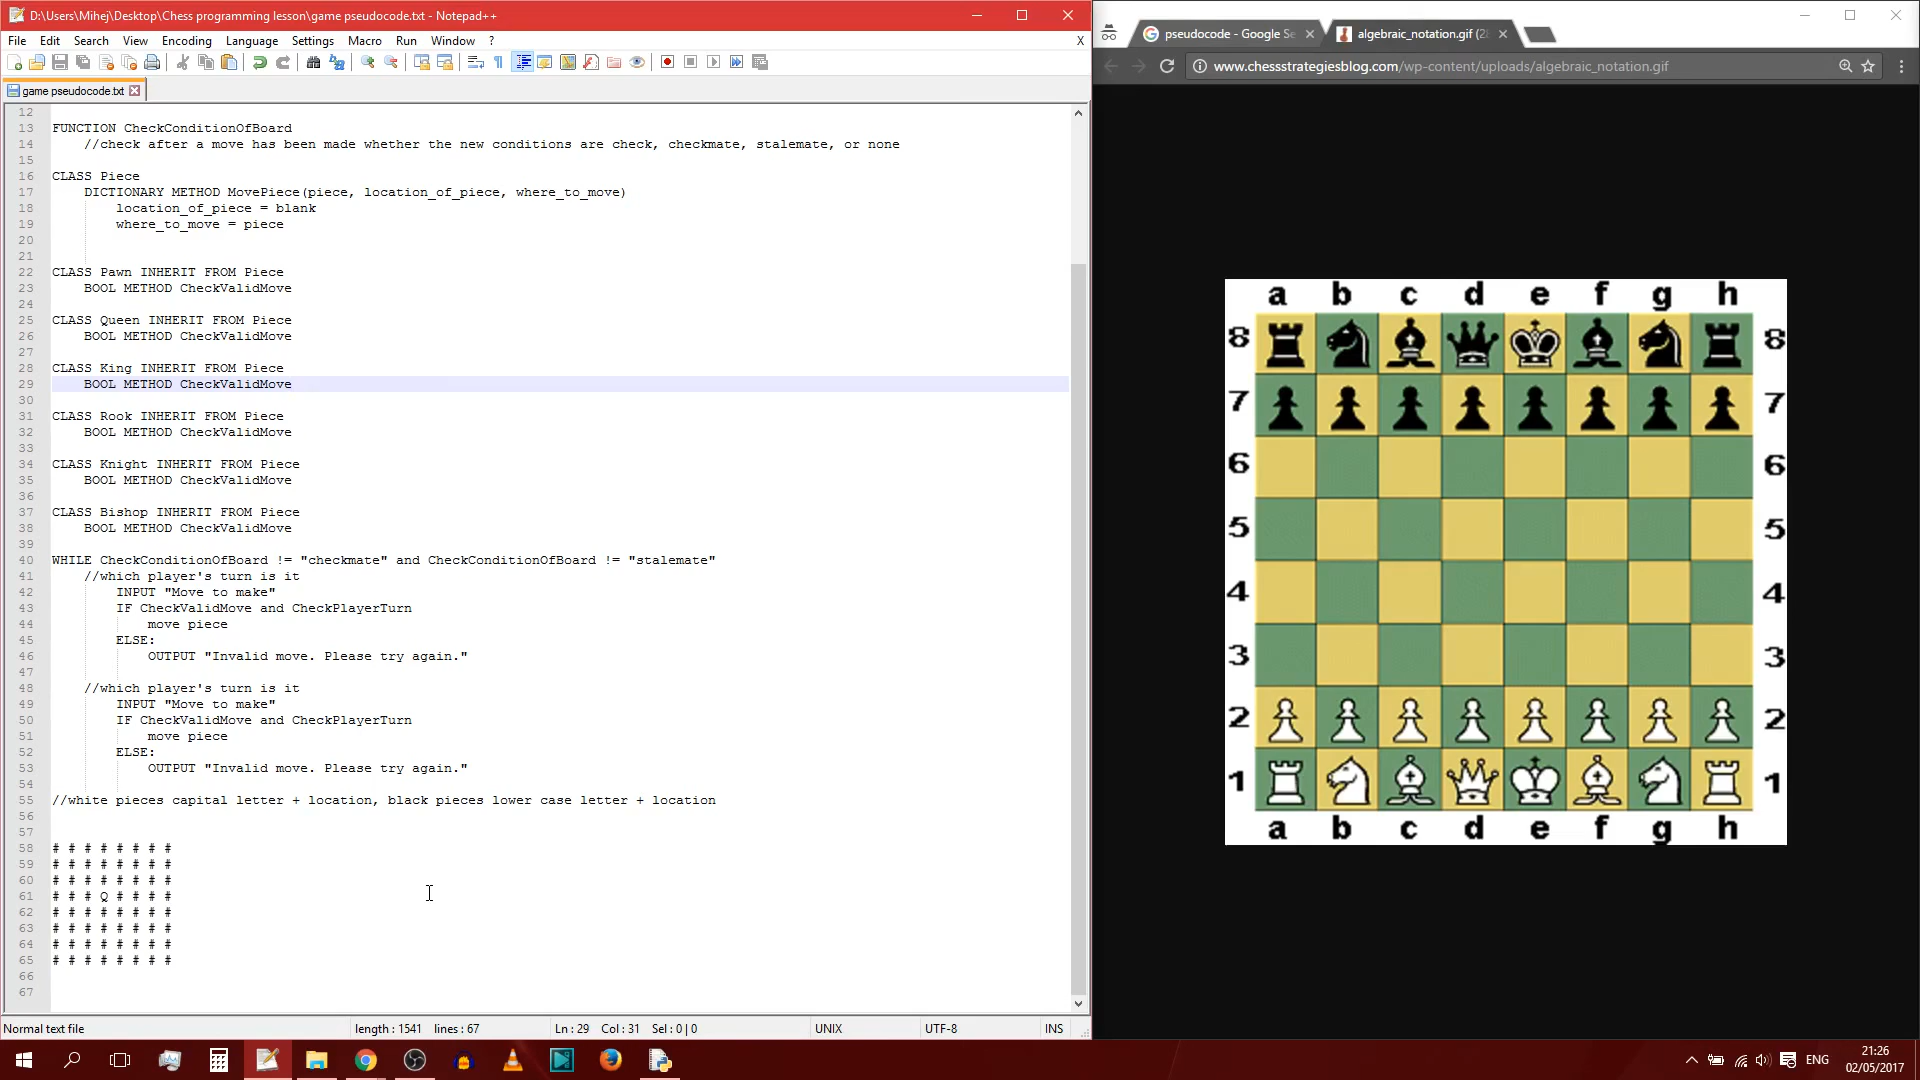 D:\Users\Mihej\Desktop\Chess programming lesson\game pseudocode.txt - Notepad++
File Edit Search View Encoding Language Settings Macro Run Window ? X
game pseudocode.txt
12
13 FUNCTION CheckConditionOfBoard
14 //check after a move has been made whether the new conditions are check, checkmate, stalemate, or none
15
16 CLASS Piece
17 DICTIONARY METHOD MovePiece(piece, location_of_piece, where_to_move)
18 location_of_piece = blank
19 where_to_move = piece
20
21
22 CLASS Pawn INHERIT FROM Piece
23 BOOL METHOD CheckValidMove
24
25 CLASS Queen INHERIT FROM Piece
26 BOOL METHOD CheckValidMove
27
28 CLASS King INHERIT FROM Piece
29 BOOL METHOD CheckValidMove
30
31 CLASS Rook INHERIT FROM Piece
32 BOOL METHOD CheckValidMove
33
34 CLASS Knight INHERIT FROM Piece
35 BOOL METHOD CheckValidMove
36
37 CLASS Bishop INHERIT FROM Piece
38 BOOL METHOD CheckValidMove
39
40 WHILE CheckConditionOfBoard != "checkmate" and CheckConditionOfBoard != "stalemate"
41 //which player's turn is it
42 INPUT "Move to make"
43 IF CheckValidMove and CheckPlayerTurn
44 move piece
45 ELSE:
46 OUTPUT "Invalid move. Please try again."
47
48 //which player's turn is it
49 INPUT "Move to make"
50 IF CheckValidMove and CheckPlayerTurn
51 move piece
52 ELSE:
53 OUTPUT "Invalid move. Please try again."
54
55 //white pieces capital letter + location, black pieces lower case letter + location
56
57
58 # # # # # # # #
59 # # # # # # # #
60 # # # # # # # #
61 # # # Q # # # #
62 # # # # # # # #
63 # # # # # # # #
64 # # # # # # # #
65 # # # # # # # #
66
67
Normal text file length : 1541 lines : 67 Ln : 29 Col : 31 Sel : 0 | 0 UNIX UTF-8 INS
pseudocode - Google Se
algebraic_notation.gif (2
www.chessstrategiesblog.com/wp-content/uploads/algebraic_notation.gif
a b c d e f g h
8 8
7 7
6 6
5 5
4 4
3 3
2 2
1 1
a b c d e f g h
ENG
21:26
02/05/2017